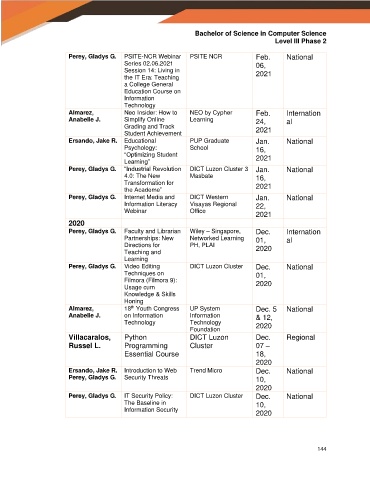 Bachelor of Science in Computer Science
Level III Phase 2
Perey, Gladys G. PSITE-NCR Webinar PSITE NCR Feb. National
Series 02.06.2021 06,
Session 14: Living in 2021
the IT Era: Teaching
a College General
Education Course on
Information
Technology
Almarez, Neo Insider: How to NEO by Cypher Feb. Internation
Anabelle J. Simplify Online Learning 24, al
Grading and Track 2021
Student Achievement
Ersando, Jake R. Educational PUP Graduate Jan. National
Psychology: School 16,
"Optimizing Student 2021
Learning"
Perey, Gladys G. "Industrial Revolution DICT Luzon Cluster 3 Jan. National
4.0: The New Masbate 16,
Transformation for 2021
the Academe"
Perey, Gladys G. Internet Media and DICT Western Jan. National
Information Literacy Visayas Regional 22,
Webinar Office 2021
2020
Perey, Gladys G. Faculty and Librarian Wiley – Singapore, Dec. Internation
Partnerships: New Networked Learning 01, al
Directions for PH, PLAI 2020
Teaching and
Learning
Perey, Gladys G. Video Editing DICT Luzon Cluster Dec. National
Techniques on 01,
Filmora (Filmora 9): 2020
Usage cum
Knowledge & Skills
Honing
Almarez, 18th Youth Congress UP System Dec. 5 National
Anabelle J. on Information Information & 12,
Technology Technology 2020
Foundation
Villacaralos, Python DICT Luzon Dec. Regional
Russel L. Programming Cluster 07 –
Essential Course 18,
2020
Ersando, Jake R. Introduction to Web Trend Micro Dec. National
Perey, Gladys G. Security Threats 10,
2020
Perey, Gladys G. IT Security Policy: DICT Luzon Cluster Dec. National
The Baseline in 10,
Information Security 2020
144